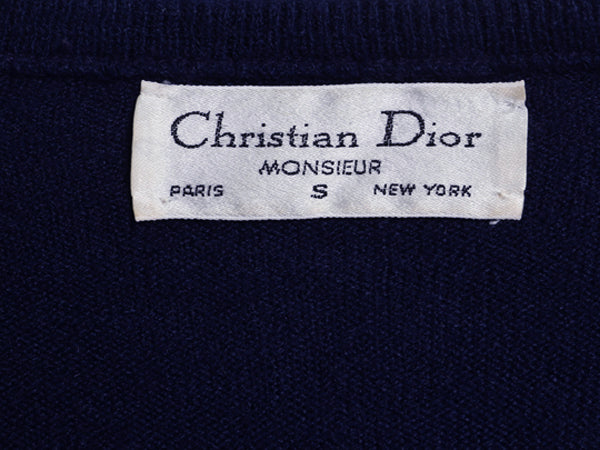 Christian Dior
MONSIEUR
PARIS S NEW YORK